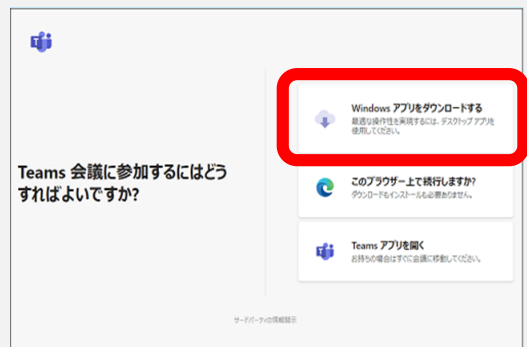 Teams 会議に参加するにはどう
すればよいですか?
Windows アプリをダウンロードする
最適な操作性を実現するには、デスクトップ アプリを
使用してください。
このブラウザー上で続行しますか?
ダウンロードもインストールも必要ありません。
Teams アプリを開く
お持ちの場合はすぐに会議に移動してください。
サードパーティの情報開示